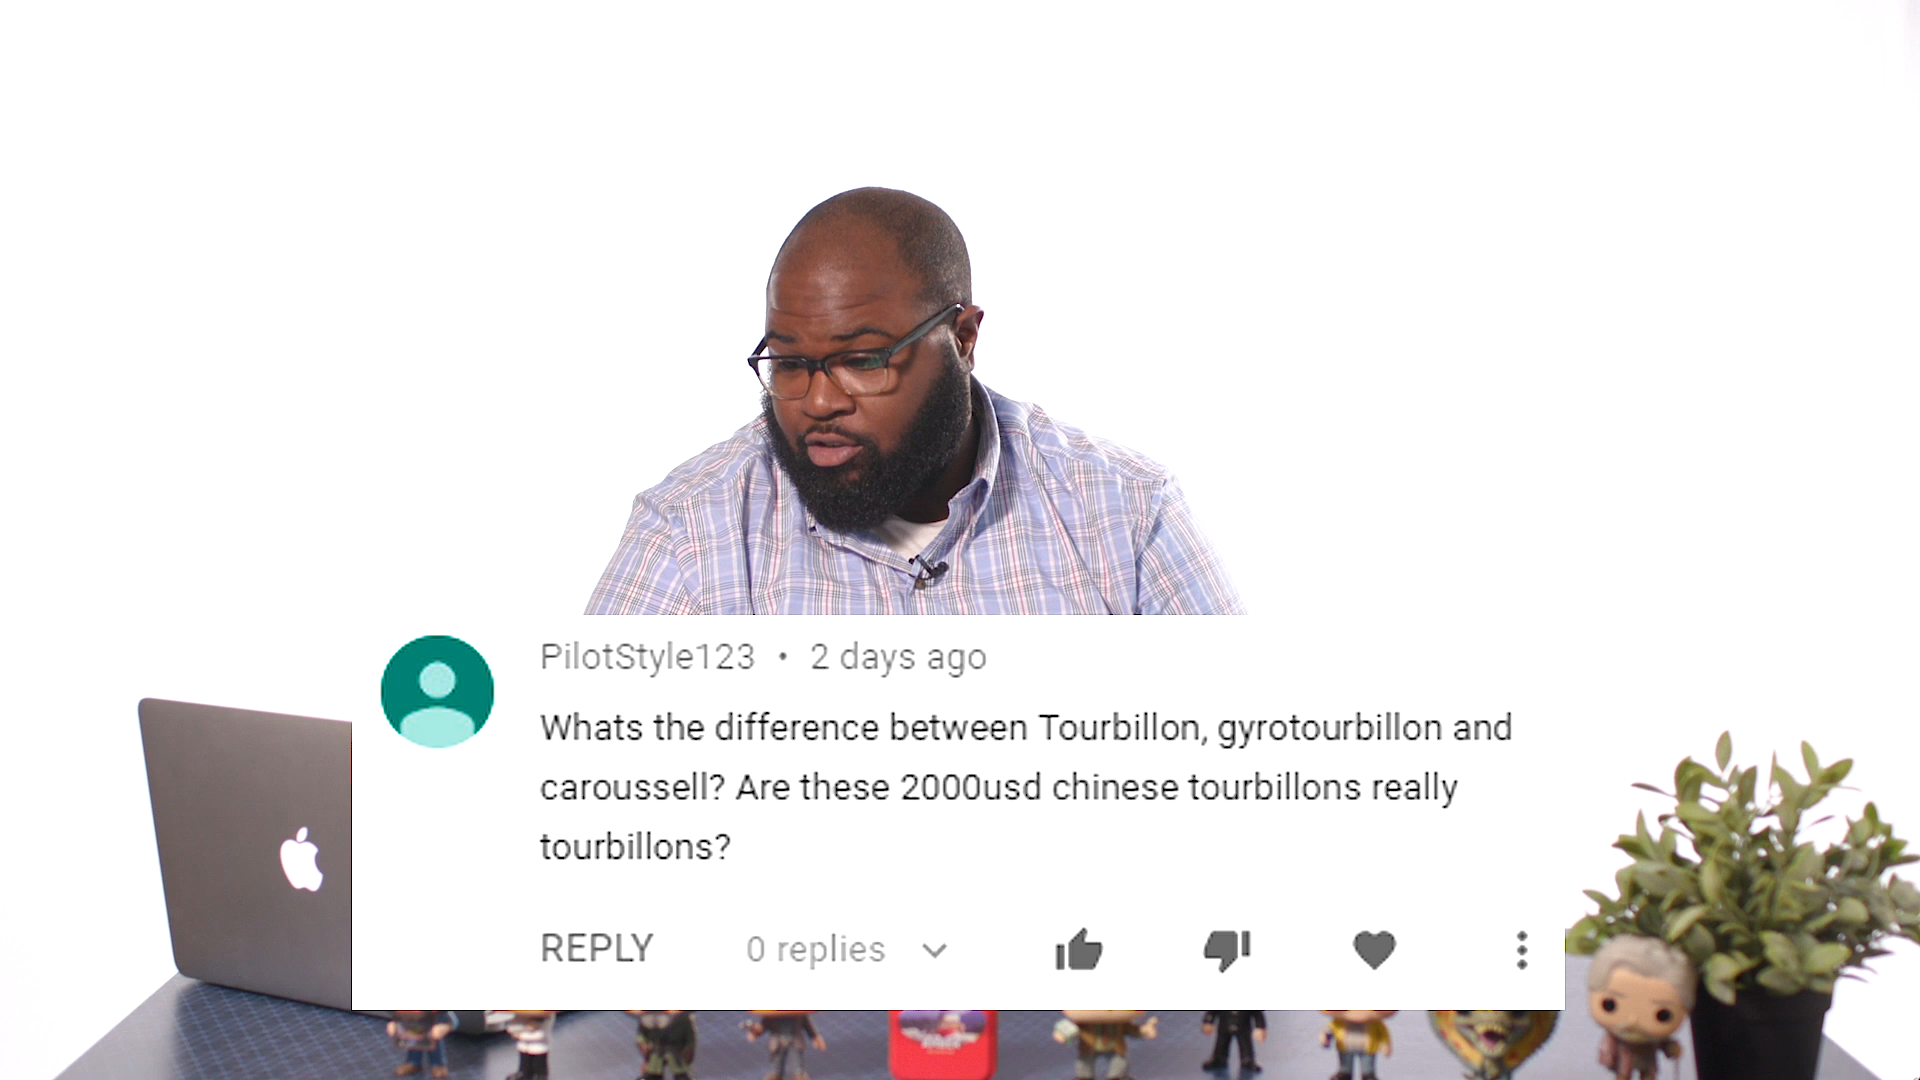 PilotStyle123 • 2 days ago
Whats the difference between Tourbillon, gyrotourbillon and
caroussell? Are these 2000usd chinese tourbillons really
tourbillons?
REPLY 0 replies